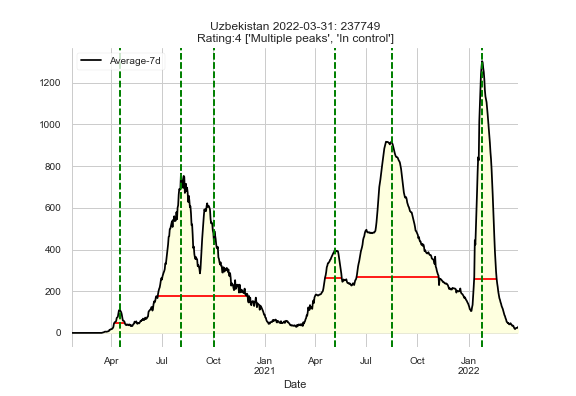 Uzbekistan 2022-03-31: 237749
Rating:4 ['Multiple peaks', 'In control']
Average-7d
1200
1000
800
600
400
200
0
Apr Jul Oct Jan Apr Jul Oct Jan
2021 2022
Date